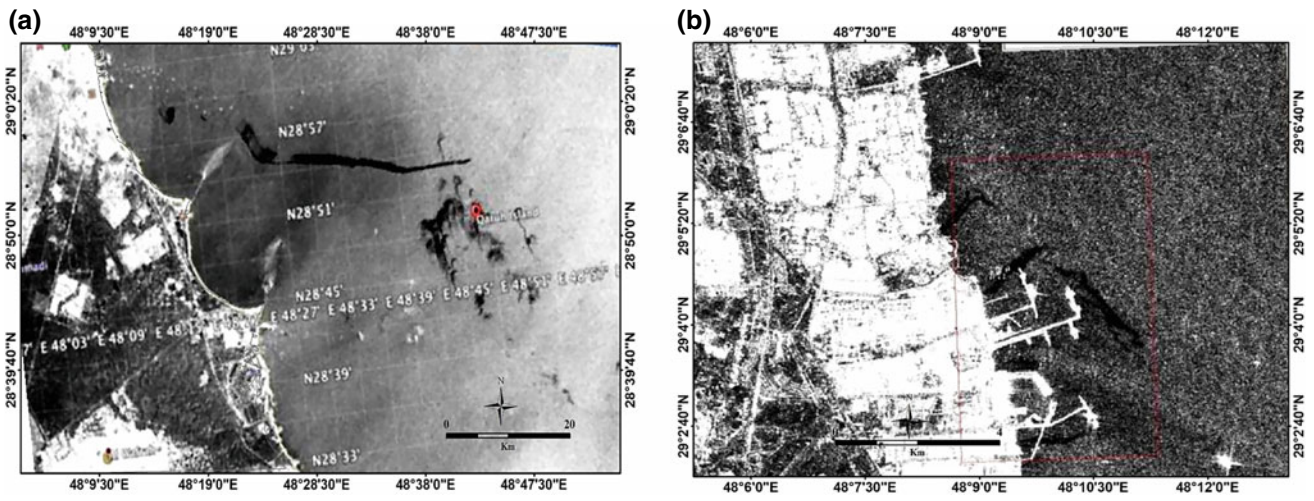 (a)
48°9'30"E 48°19'0"E 48°28'30"E 48°38'0"E 48°47'30"E
29°0'20"N
28°50'0"N
28°39'40"N
29°0'20"N
28°50'0"N
28°39'40"N
N29°03'
N28°57'
N28°51'
N28°45'
E 48°03' E 48°09' E 48°27' E 48°33' E 48°39' E 48°45' E 48°51'
N28°39'
N28°33'
Island
N
0 20
Km
48°9'30"E 48°19'0"E 48°28'30"E 48°38'0"E 48°47'30"E
(b)
48°6'0"E 48°7'30"E 48°9'0"E 48°10'30"E 48°12'0"E
29°6'40"N
29°5'20"N
29°4'0"N
29°2'40"N
29°6'40"N
29°5'20"N
29°4'0"N
29°2'40"N
Km
48°6'0"E 48°7'30"E 48°9'0"E 48°10'30"E 48°12'0"E